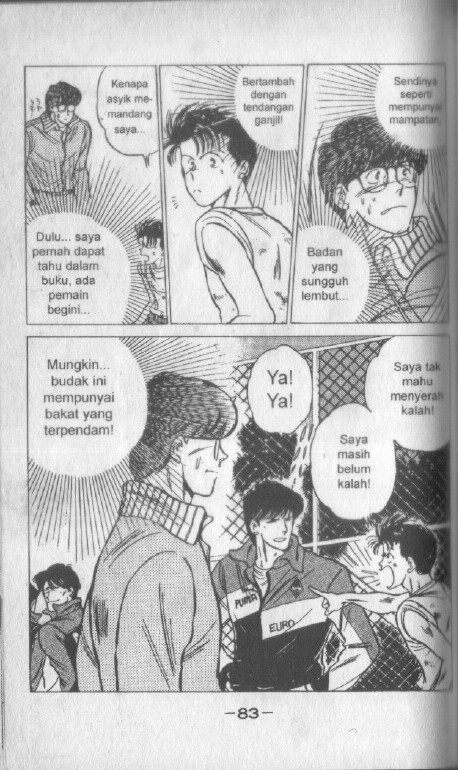 Kenapa
asyik me-
mandang
saya...
Dulu... saya
pernah dapat
tahu dalam
buku, ada
pemain
begini...
Bertambah
dengan
tendangan
ganjil!
Sendinya
seperti
mempunyai
mampatan,
Badan
yang
sungguh
lembut...
Mungkin...
budak ini
mempunyai
bakat yang
terpendam!
Ya!
Ya!
Saya
masih
belum
kalah!
Saya tak
mahu
menyerah
kalah!
PUMA
EURO
-83-